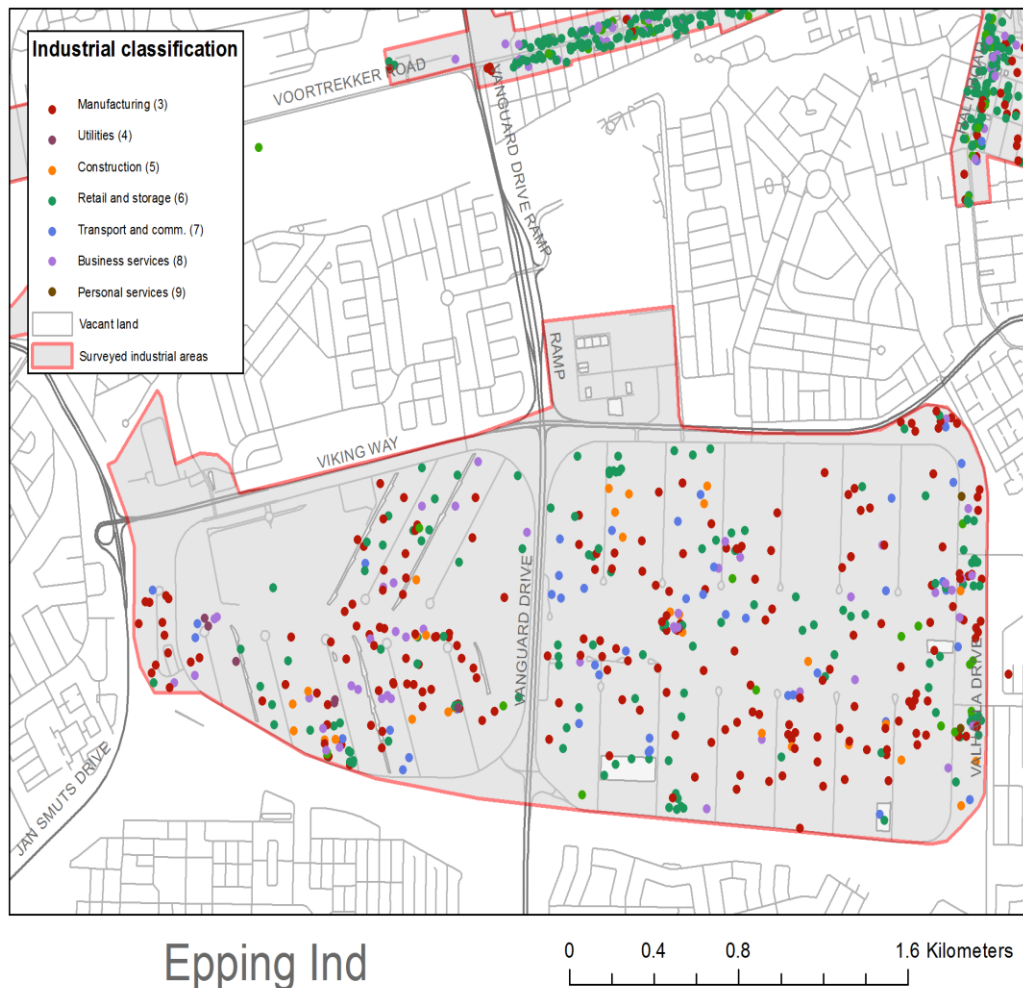 Industrial classification
Manufacturing (3)
Utilities (4)
Construction (5)
Retail and storage (6)
Transport and comm. (7)
Business services (8)
Personal services (9)
Vacant land
Surveyed industrial areas
VOORTREKKER ROAD
VANGUARD DRIVE RAMP
RAMP
VIKING WAY
VANGUARD DRIVE
VALHALLA DRIVE
JAN SMUTS DRIVE
Epping Ind
0 0.4 0.8 1.6 Kilometers